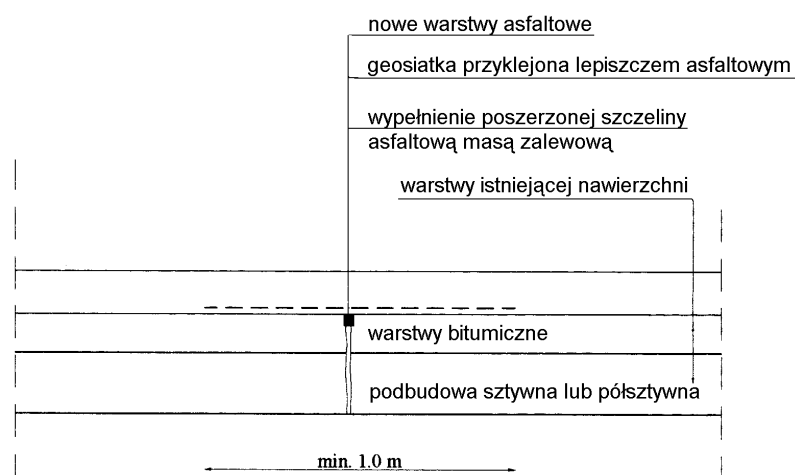 nowe warstwy asfaltowe
geosiatka przyklejona lepiszczem asfaltowym
wypełnienie poszerzonej szczeliny
asfaltową masą zalewową
warstwy istniejącej nawierzchni
warstwy bitumiczne
podbudowa sztywna lub półsztywna
min. 1.0 m